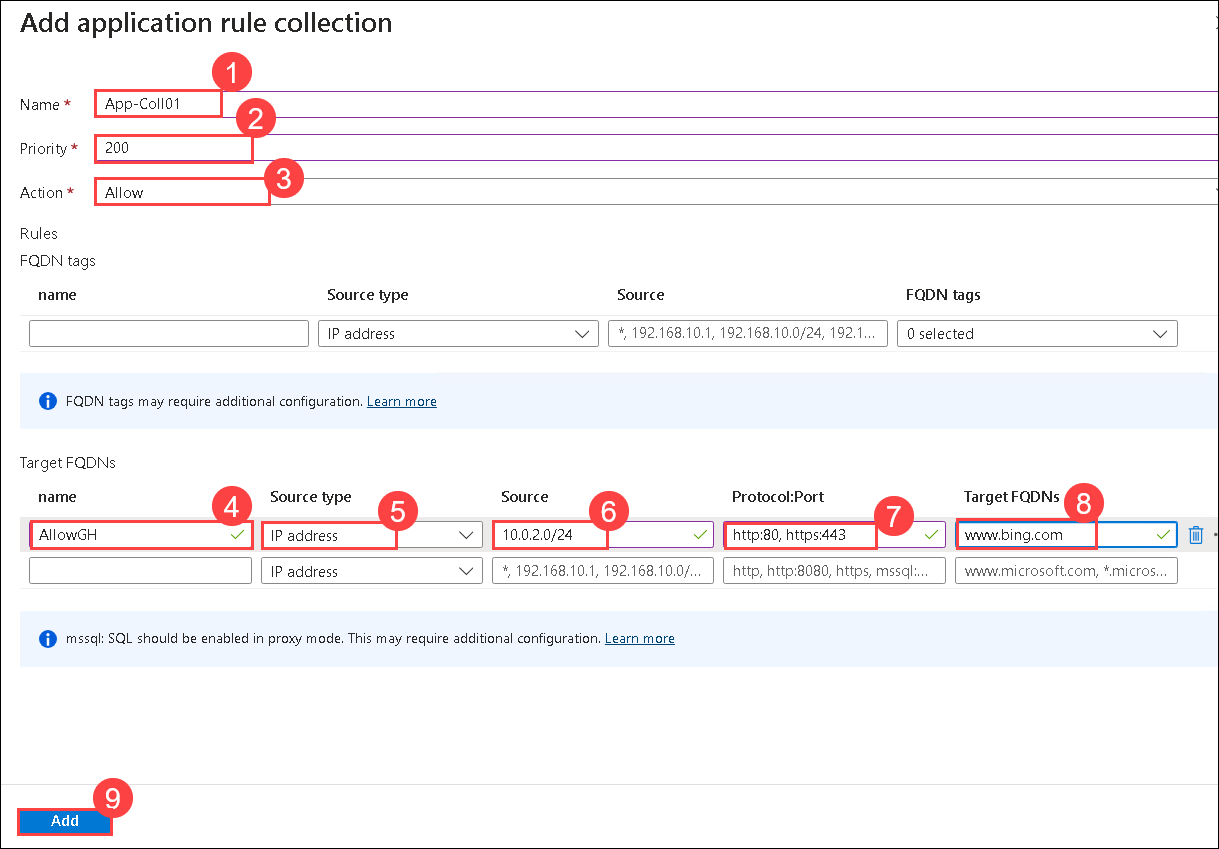 Add application rule collection
1
Name * App-Coll01
2
Priority * 200
3
Action * Allow
Rules
FQDN tags
name Source type Source FQDN tags
IP address *, 192.168.10.1, 192.168.10.0/24, 192.1... 0 selected
FQDN tags may require additional configuration. Learn more
Target FQDNs
name Source type Source Protocol:Port Target FQDNs
4 5 6 7 8
AllowGH IP address 10.0.2.0/24 http:80, https:443 www.bing.com
IP address *, 192.168.10.1, 192.168.10.0/... http, http:8080, https, mssql:... www.microsoft.com, *.micros...
mssql: SQL should be enabled in proxy mode. This may require additional configuration. Learn more
9
Add